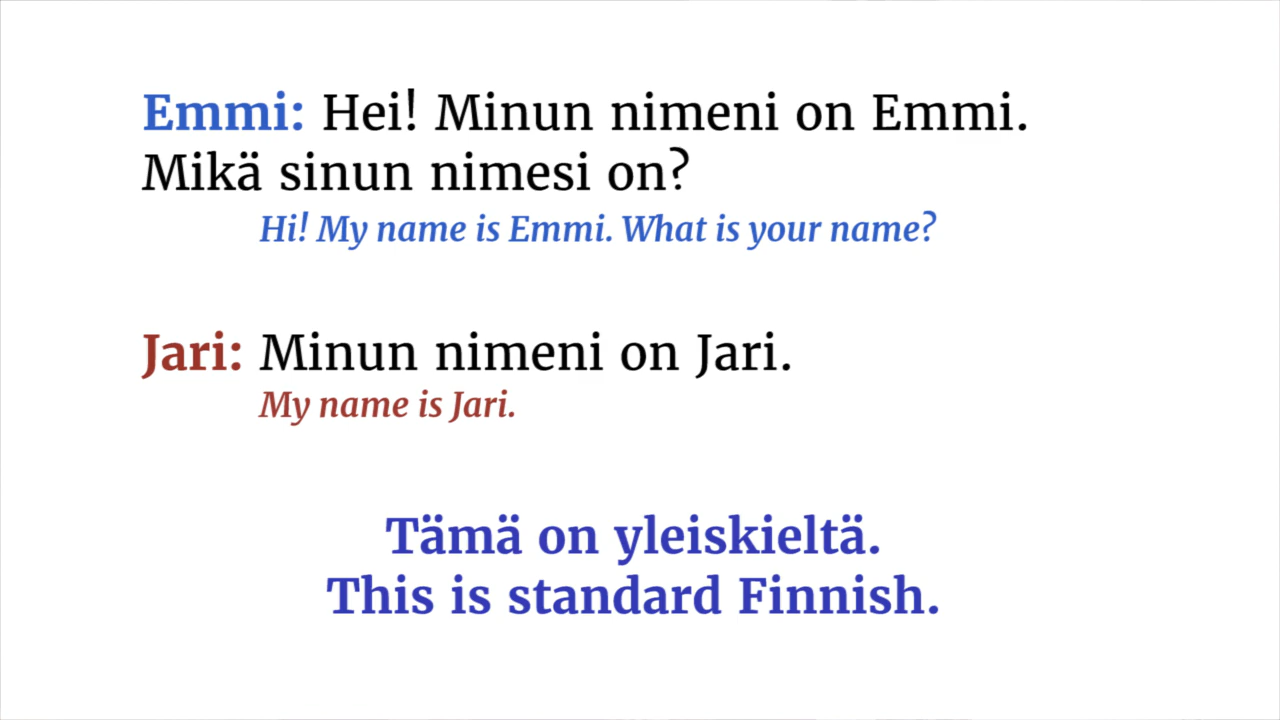 Emmi: Hei! Minun nimeni on Emmi.
Mikä sinun nimesi on?
Hi! My name is Emmi. What is your name?
Jari: Minun nimeni on Jari.
My name is Jari.
Tämä on yleiskieltä.
This is standard Finnish.